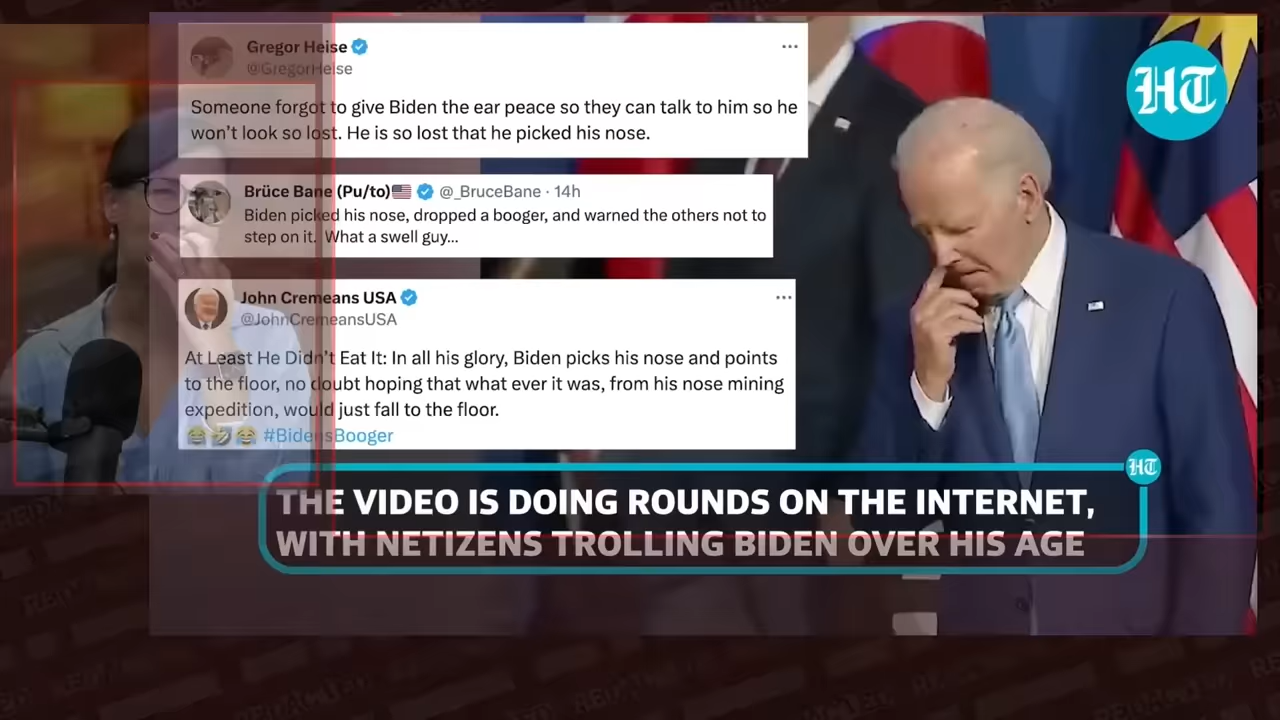 Gregor Heise
@GregorHeise
Someone forgot to give Biden the ear peace so they can talk to him so he
won't look so lost. He is so lost that he picked his nose.
Brüce Bane (Pu/to)🇺🇸 @_BruceBane · 14h
Biden picked his nose, dropped a booger, and warned the others not to
step on it. What a swell guy...
John Cremeans USA
@JohnCremeansUSA
At Least He Didn't Eat It: In all his glory, Biden picks his nose and points
to the floor, no doubt hoping that what ever it was, from his nose mining
expedition, would just fall to the floor.
😂🤣😂 #BidensBooger
HT
HT
THE VIDEO IS DOING ROUNDS ON THE INTERNET,
WITH NETIZENS TROLLING BIDEN OVER HIS AGE